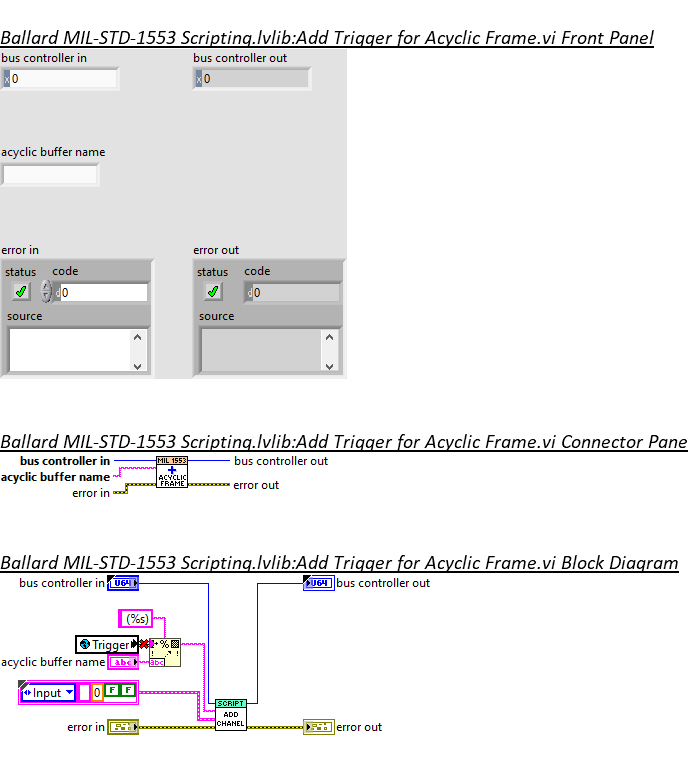 Ballard MIL-STD-1553 Scripting.lvlib:Add Trigger for Acyclic Frame.vi Front Panel
bus controller in
bus controller out
x 0
x 0
acyclic buffer name
error in
error out
status
code
status
code
d 0
d 0
source
source
Ballard MIL-STD-1553 Scripting.lvlib:Add Trigger for Acyclic Frame.vi Connector Pane
bus controller in
MIL 1553
bus controller out
acyclic buffer name
ACYCLIC
FRAME
error in
error out
Ballard MIL-STD-1553 Scripting.lvlib:Add Trigger for Acyclic Frame.vi Block Diagram
bus controller in
U64
U64
bus controller out
(%s)
Trigger
%
acyclic buffer name
abc
abc
Input
0
F
F
SCRIPT
ADD
CHANEL
error in
error out